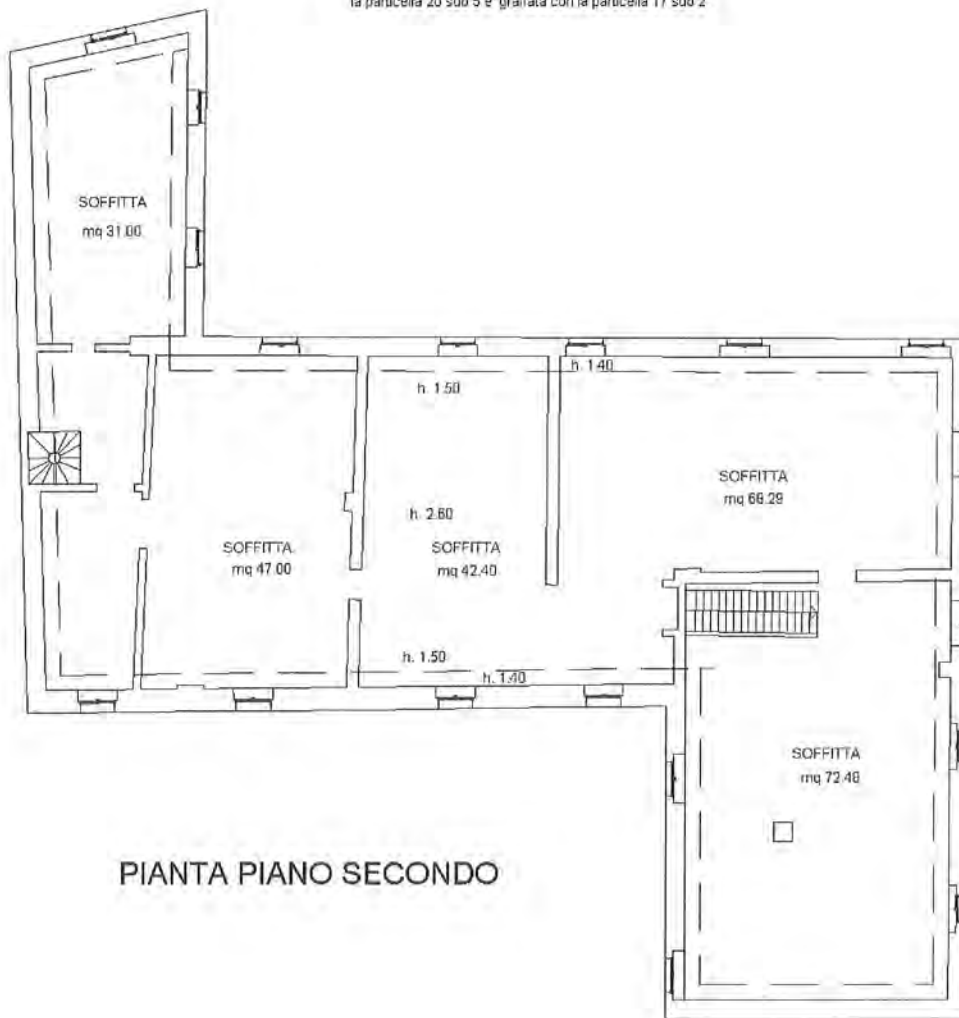 la particella 20 sub 5 e' graffata con la particella 17 sub 2
SOFFITTA
mq 31.00
h. 1.40
h. 1.50
SOFFITTA
mq 68.29
h. 2.60
SOFFITTA
mq 47.00
SOFFITTA
mq 42.40
h. 1.50
h. 1.40
SOFFITTA
mq 72.48
PIANTA PIANO SECONDO